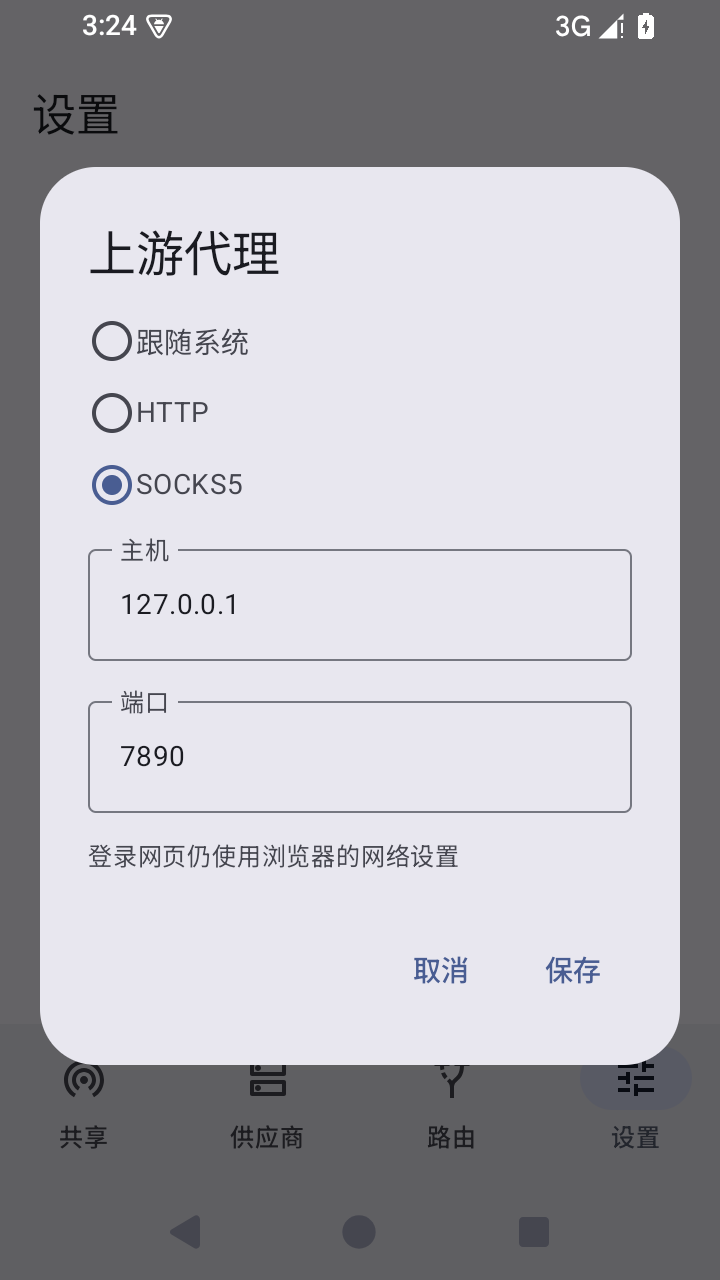 3:24
3G
设置
上游代理
跟随系统
HTTP
SOCKS5
主机
127.0.0.1
端口
7890
登录网页仍使用浏览器的网络设置
取消
保存
共享
供应商
路由
设置